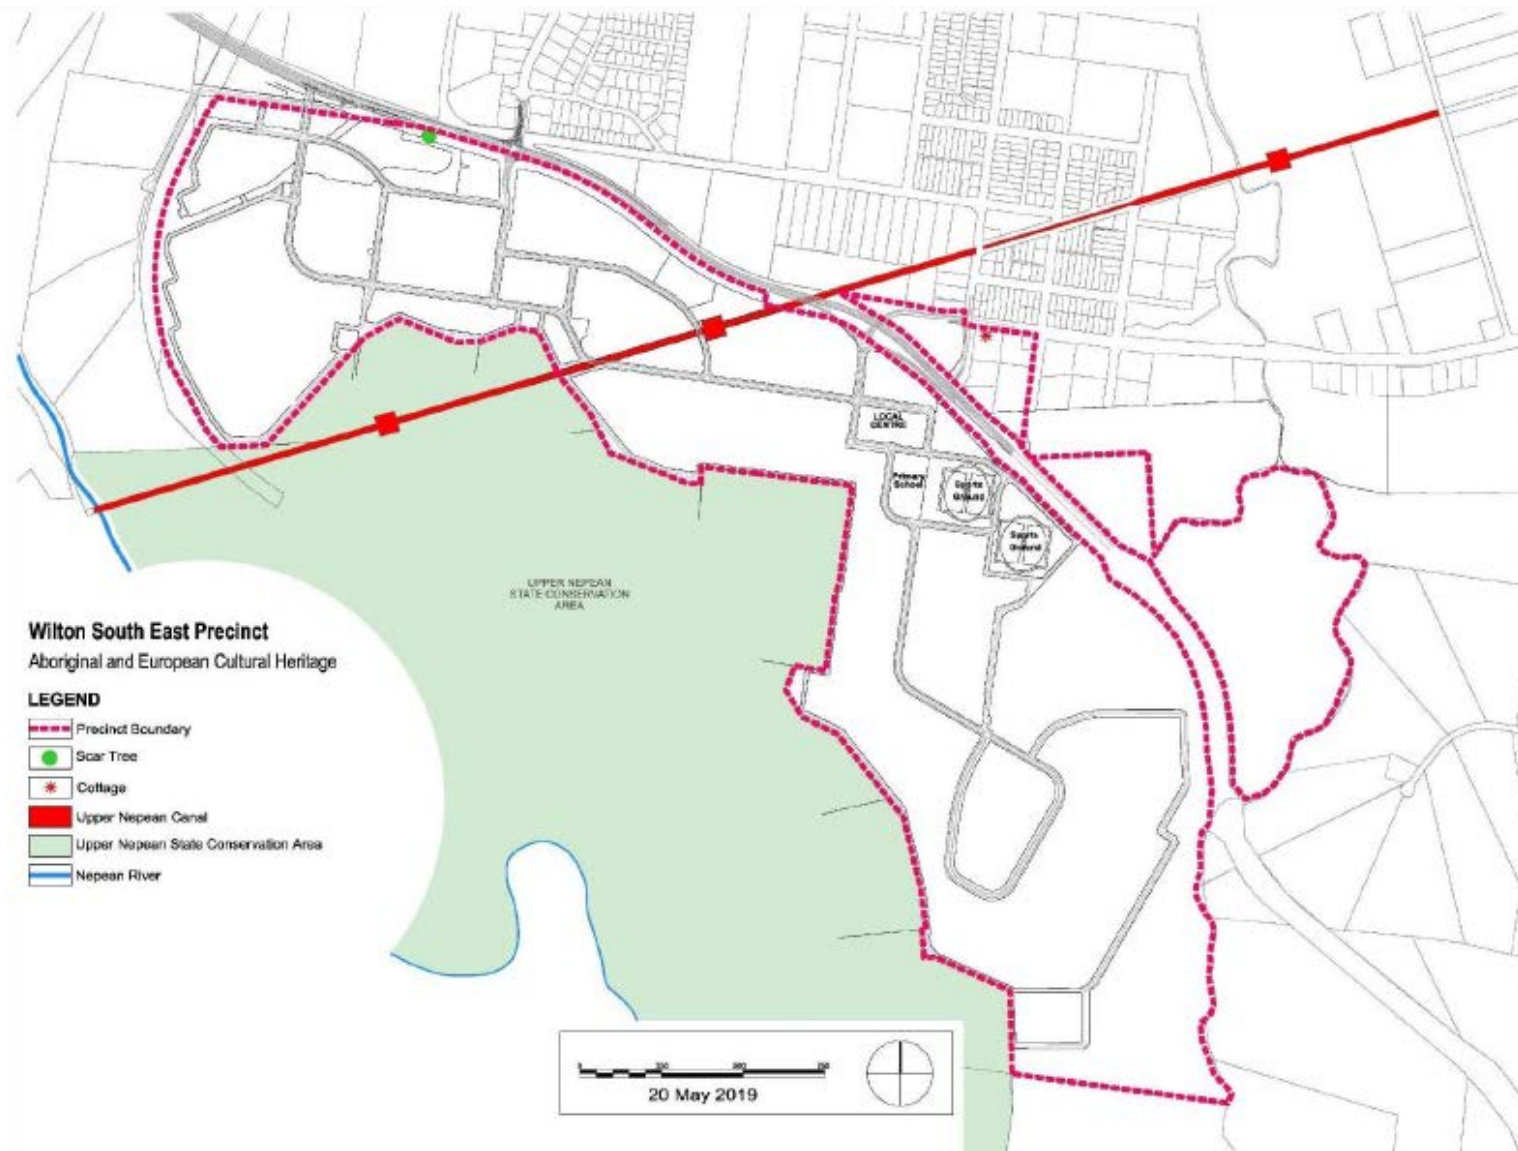 LOCAL
CENTRE
Primary
School
Sports
Ground
Sports
Ground
UPPER NEPEAN
STATE CONSERVATION
AREA
Wilton South East Precinct
Aboriginal and European Cultural Heritage
LEGEND
Precinct Boundary
Scar Tree
Cottage
Upper Nepean Canal
Upper Nepean State Conservation Area
Nepean River
20 May 2019